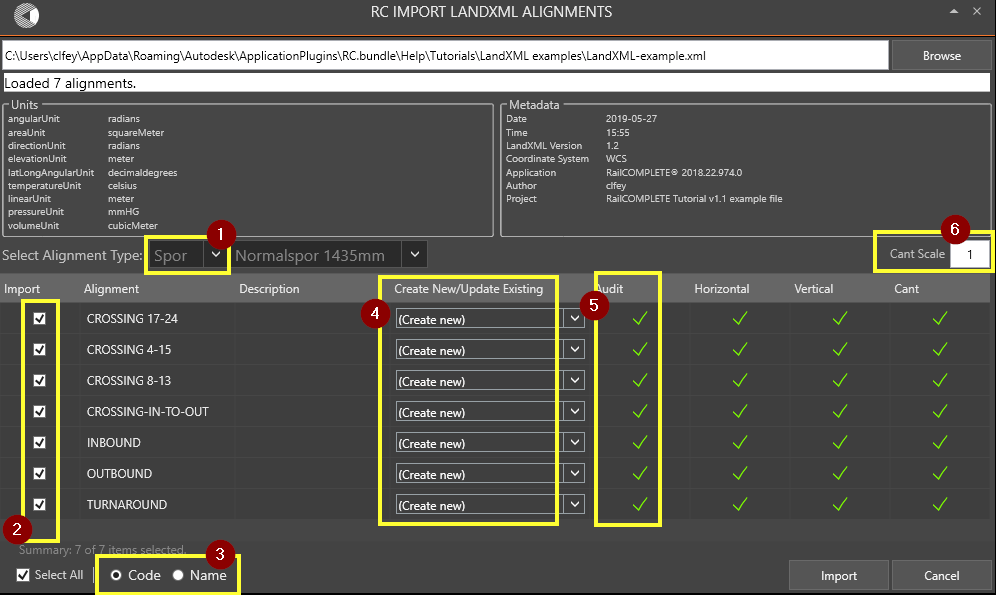 RC IMPORT LANDXML ALIGNMENTS
C:\Users\clfey\AppData\Roaming\Autodesk\ApplicationPlugins\RC.bundle\Help\Tutorials\LandXML examples\LandXML-example.xml Browse
Loaded 7 alignments.
Units
angularUnit radians
areaUnit squareMeter
directionUnit radians
elevationUnit meter
latLongAngularUnit decimaldegrees
temperatureUnit celsius
linearUnit meter
pressureUnit mmHG
volumeUnit cubicMeter
Metadata
Date 2019-05-27
Time 15:55
LandXML Version 1.2
Coordinate System WCS
Application RailCOMPLETE® 2018.22.974.0
Author clfey
Project RailCOMPLETE Tutorial v1.1 example file
1
6
Select Alignment Type: Spor Normalspor 1435mm Cant Scale 1
Import Alignment Description Create New/Update Existing Audit Horizontal Vertical Cant
4
5
CROSSING 17-24 (Create new)
CROSSING 4-15 (Create new)
CROSSING 8-13 (Create new)
CROSSING-IN-TO-OUT (Create new)
INBOUND (Create new)
OUTBOUND (Create new)
TURNAROUND (Create new)
2
Summary: 7 of 7 items selected.
3
Select All Code Name Import Cancel